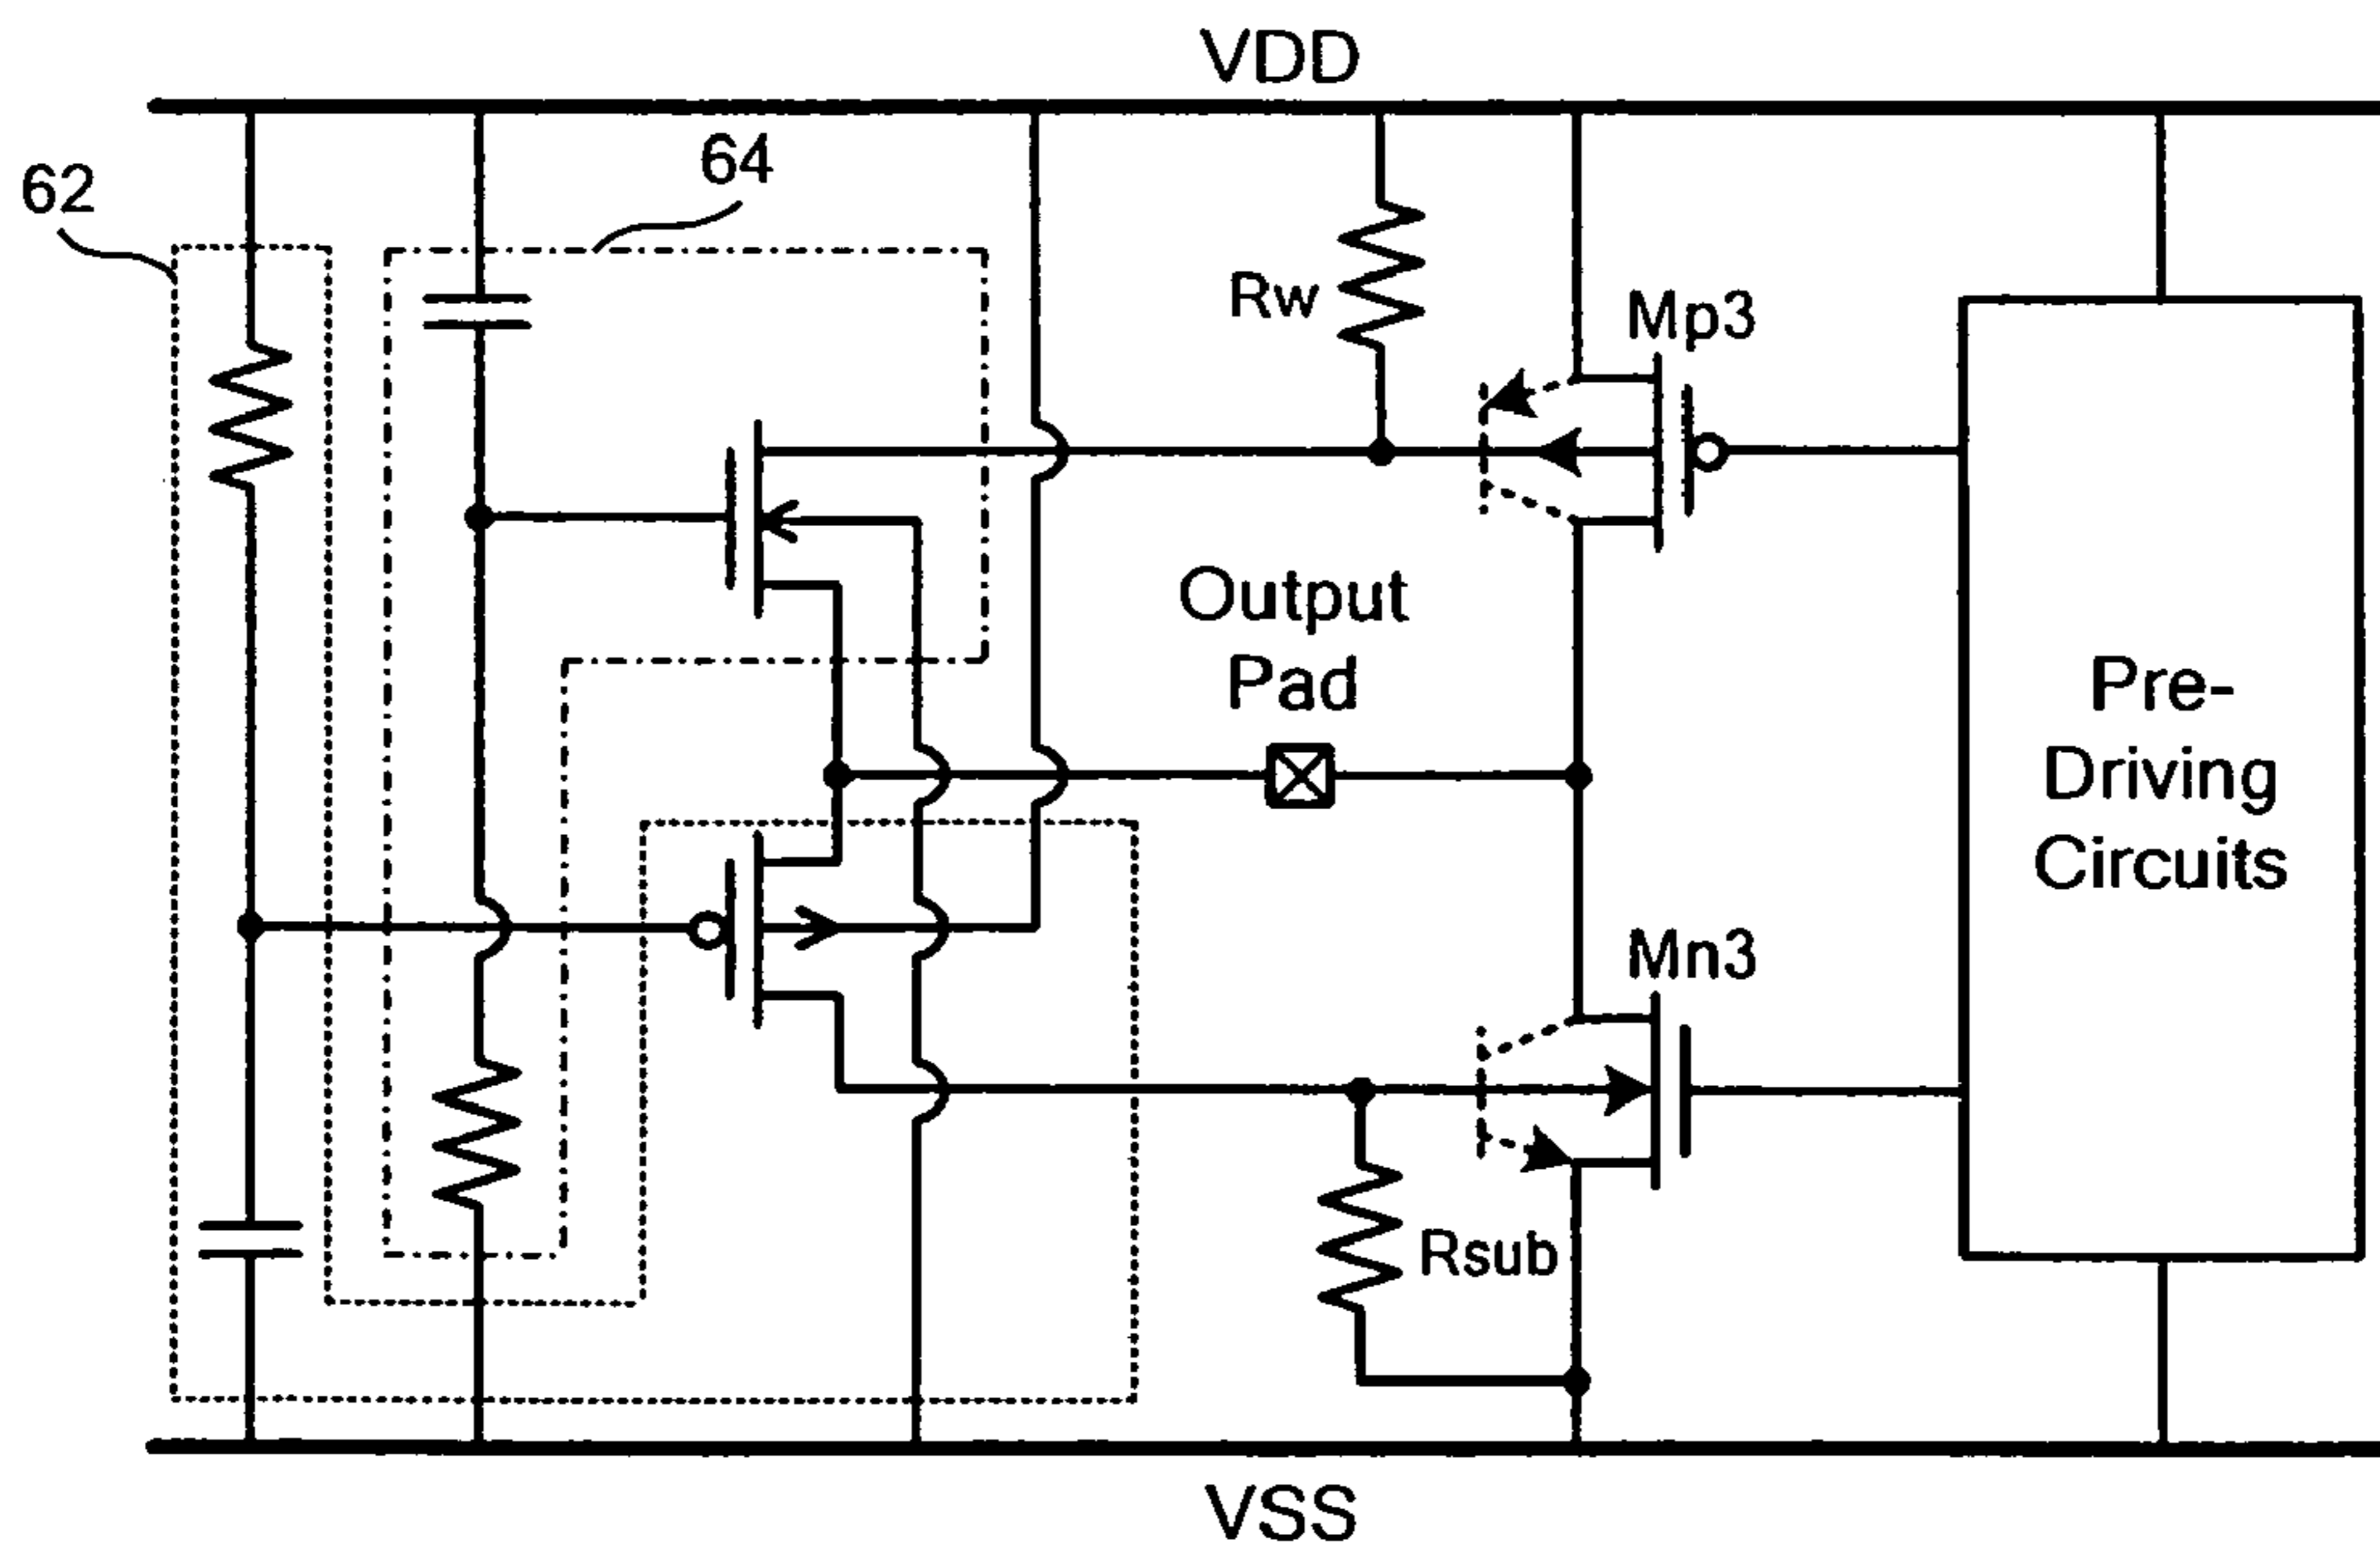 VDD
64
62
Rw
Mp3
Output
Pad
Pre-
Driving
Circuits
Mn3
Rsub
VSS